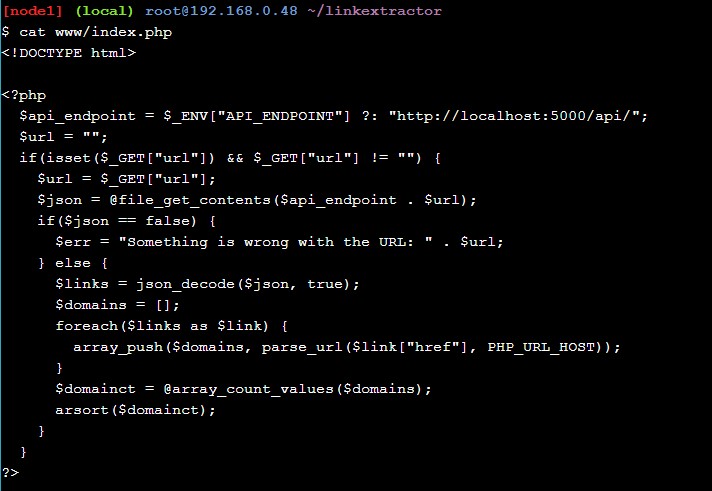 [node1] (local) root@192.168.0.48 ~/linkextractor
$ cat www/index.php
<!DOCTYPE html>

<?php
  $api_endpoint = $_ENV["API_ENDPOINT"] ?: "http://localhost:5000/api/";
  $url = "";
  if(isset($_GET["url"]) && $_GET["url"] != "") {
    $url = $_GET["url"];
    $json = @file_get_contents($api_endpoint . $url);
    if($json == false) {
      $err = "Something is wrong with the URL: " . $url;
    } else {
      $links = json_decode($json, true);
      $domains = [];
      foreach($links as $link) {
        array_push($domains, parse_url($link["href"], PHP_URL_HOST));
      }
      $domainct = @array_count_values($domains);
      arsort($domainct);
    }
  }
?>